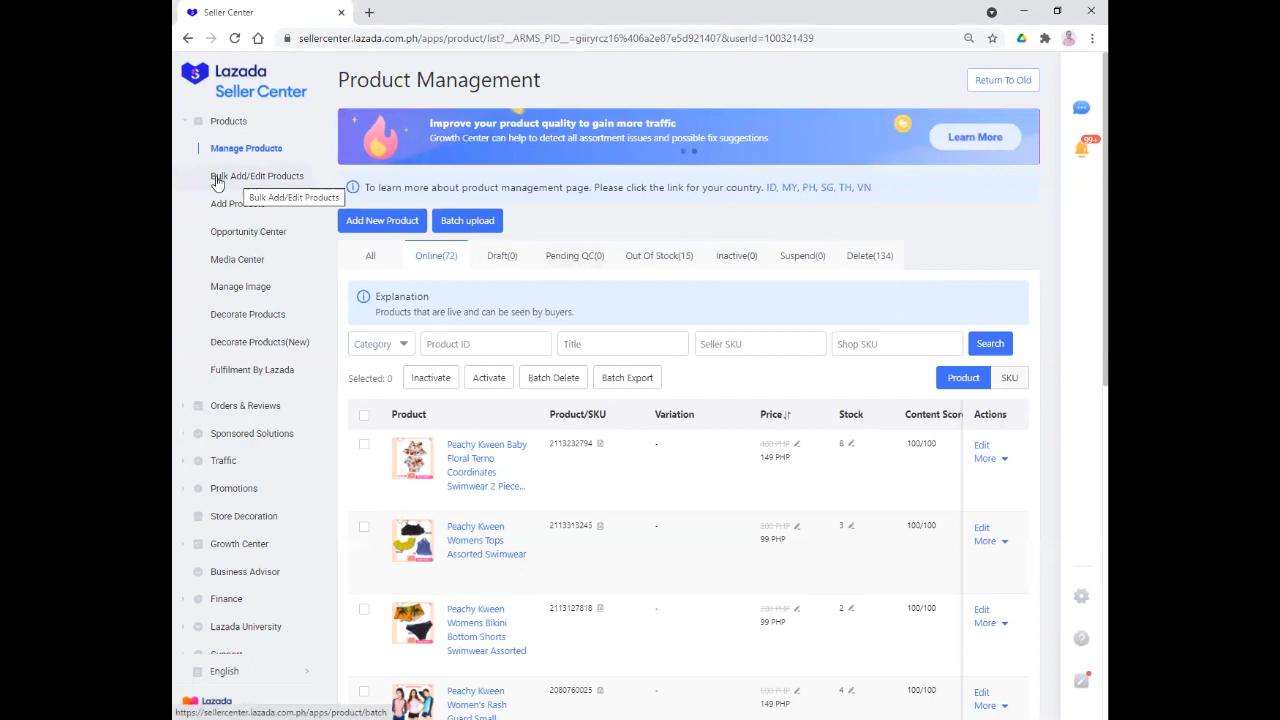 Seller Center
sellercenter.lazada.com.ph/apps/product/list?__ARMS_PID__=giiryrcz16%406a2e87e5d921407&userId=100321439
Lazada
Seller Center
Products
Manage Products
Bulk Add/Edit Products
Bulk Add/Edit Products
Opportunity Center
Media Center
Manage Image
Decorate Products
Decorate Products(New)
Fulfilment By Lazada
Orders & Reviews
Sponsored Solutions
Traffic
Promotions
Store Decoration
Growth Center
Business Advisor
Finance
Lazada University
Support
English
Lazada
https://sellercenter.lazada.com.ph/apps/product/batch
Product Management
Return To Old
Improve your product quality to gain more traffic
Growth Center can help to detect all assortment issues and possible fix suggestions
Learn More
To learn more about product management page. Please click the link for your country. ID, MY, PH, SG, TH, VN
Add New Product Batch upload
All Online(72) Draft(0) Pending QC(0) Out Of Stock(15) Inactive(0) Suspend(0) Delete(134)
Explanation
Products that are live and can be seen by buyers.
Category Product ID Title Seller SKU Shop SKU Search
Selected: 0 Inactivate Activate Batch Delete Batch Export Product SKU
Product Product/SKU Variation Price Stock Content Score Actions
Peachy Kween Baby 2113232794 - 400 PHP 8 100/100 Edit
Floral Terno 149 PHP More
Coordinates
Swimwear 2 Piece...
Peachy Kween 2113313245 - 200 PHP 3 100/100 Edit
Womens Tops 99 PHP More
Assorted Swimwear
Peachy Kween 2113127818 - 200 PHP 2 100/100 Edit
Womens Bikini 99 PHP More
Bottom Shorts
Swimwear Assorted
Peachy Kween 2080760025 - 500 PHP 4 100/100 Edit
Women's Rash 149 PHP More
Guard Small
99+